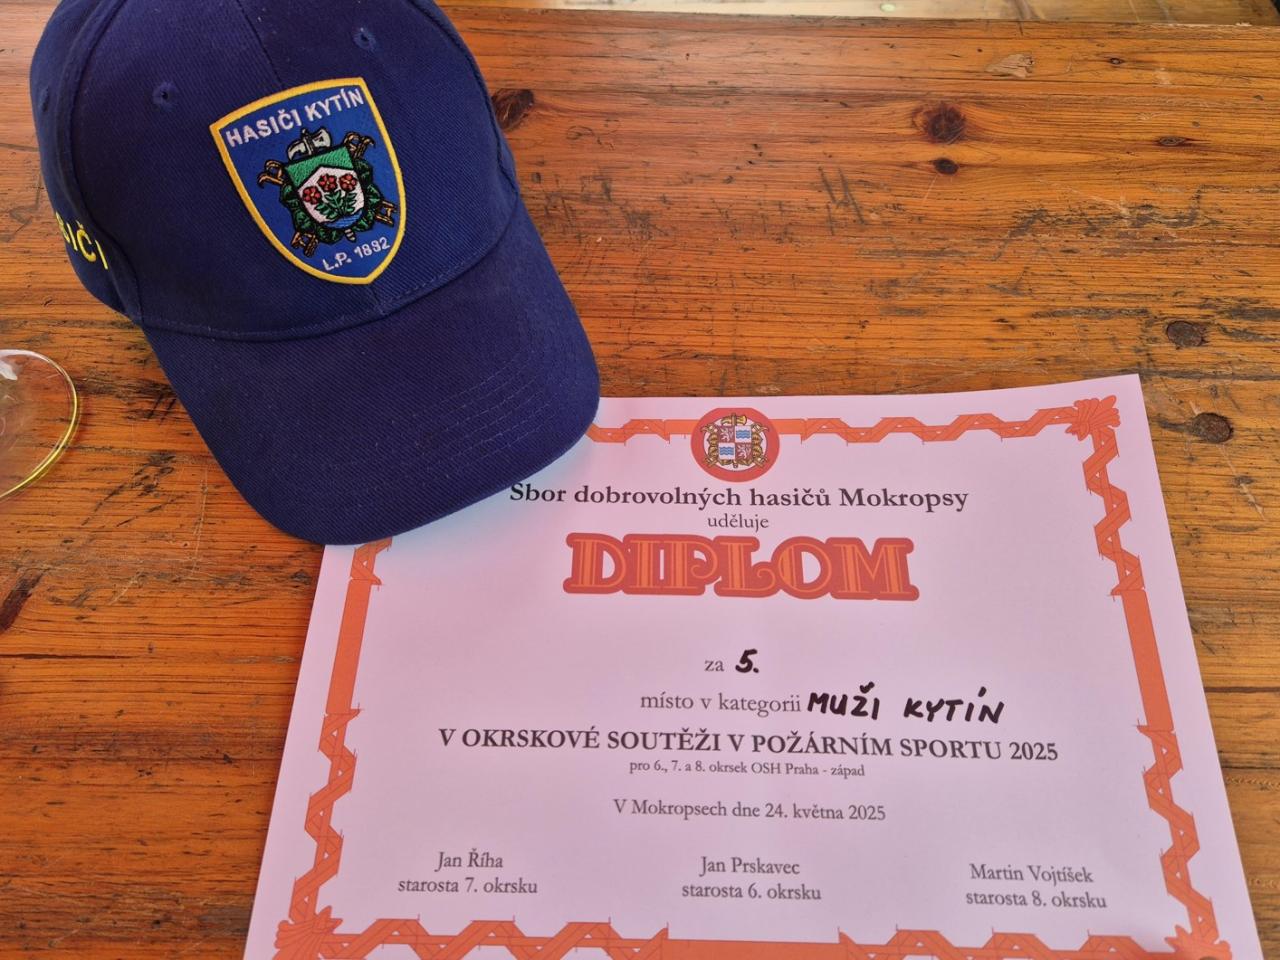 HASIČI KYTÍN
L.P. 1892
Sbor dobrovolných hasičů Mokropsy
uděluje
DIPLOM
za 5.
místo v kategorii MUŽI KYTÍN
V OKRSKOVÉ SOUTĚŽI V POŽÁRNÍM SPORTU 2025
pro 6., 7. a 8. okrsek OSH Praha - západ
V Mokropsech dne 24. května 2025
Jan Říha
starosta 7. okrsku
Jan Prskavec
starosta 6. okrsku
Martin Vojtíšek
starosta 8. okrsku